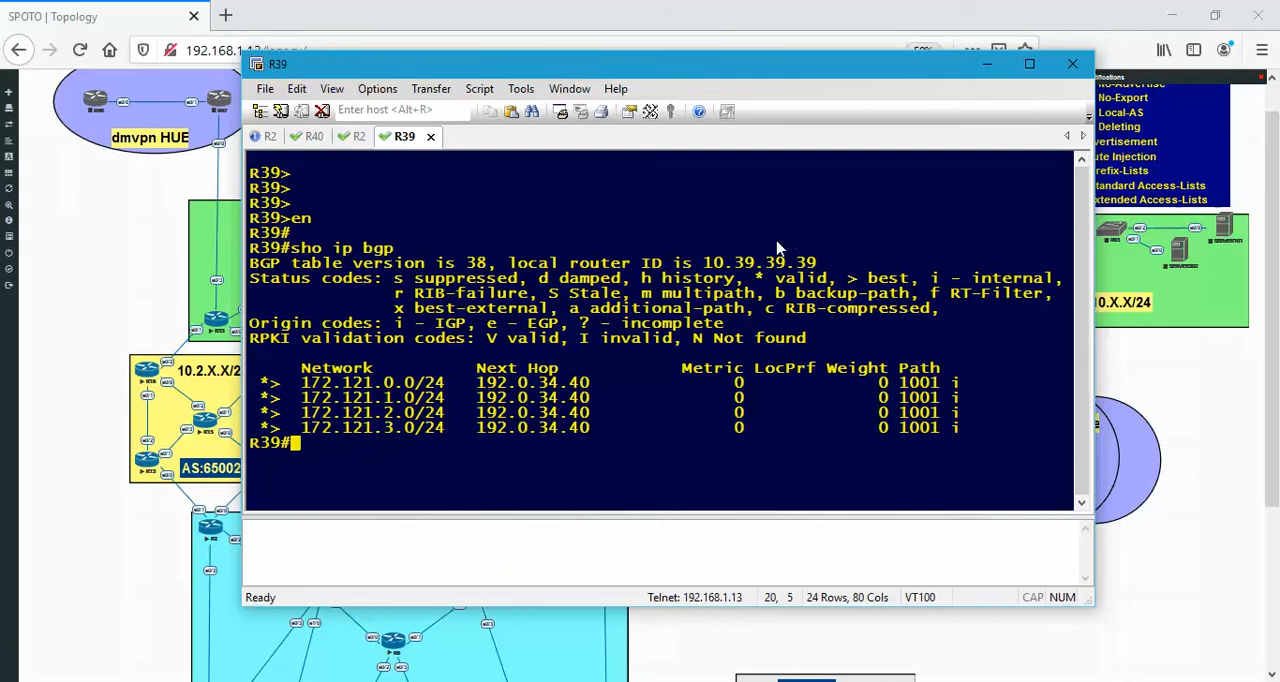 SPOTO | Topology
192.168.1.13/legacy/
R39
File Edit View Options Transfer Script Tools Window Help
Enter host <Alt+R>
R2 R40 R2 R39
R39>
R39>
R39>
R39>en
R39#
R39#sho ip bgp
BGP table version is 38, local router ID is 10.39.39.39
Status codes: s suppressed, d damped, h history, * valid, > best, i - internal,
r RIB-failure, S Stale, m multipath, b backup-path, f RT-Filter,
x best-external, a additional-path, c RIB-compressed,
Origin codes: i - IGP, e - EGP, ? - incomplete
RPKI validation codes: V valid, I invalid, N Not found
Network Next Hop Metric LocPrf Weight Path
*> 172.121.0.0/24 192.0.34.40 0 0 1001 i
*> 172.121.1.0/24 192.0.34.40 0 0 1001 i
*> 172.121.2.0/24 192.0.34.40 0 0 1001 i
*> 172.121.3.0/24 192.0.34.40 0 0 1001 i
R39#
Ready Telnet: 192.168.1.13 20, 5 24 Rows, 80 Cols VT100 CAP NUM
dmvpn HUE
10.2.X.X/2
AS:65002
No-Advertise
No-Export
Local-AS
Deleting
vertisement
ute Injection
refix-Lists
tandard Access-Lists
xtended Access-Lists
0.X.X/24